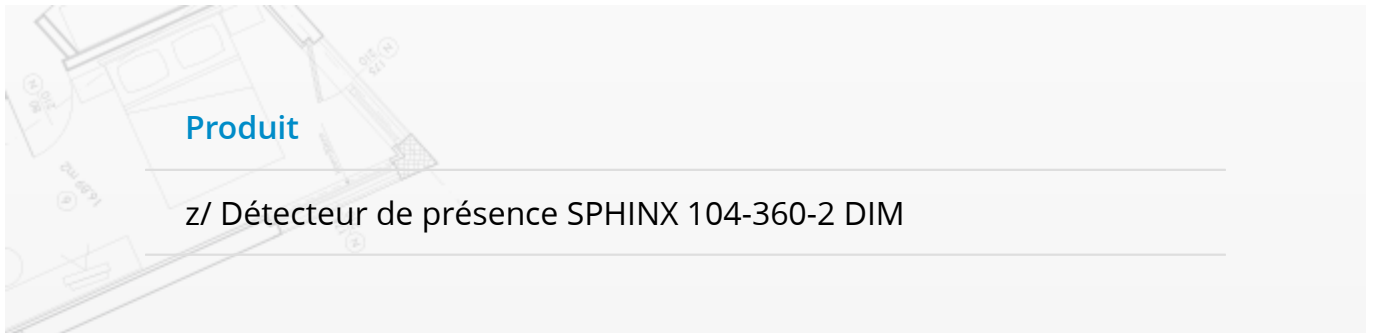 Produit
z/ Détecteur de présence SPHINX 104-360-2 DIM